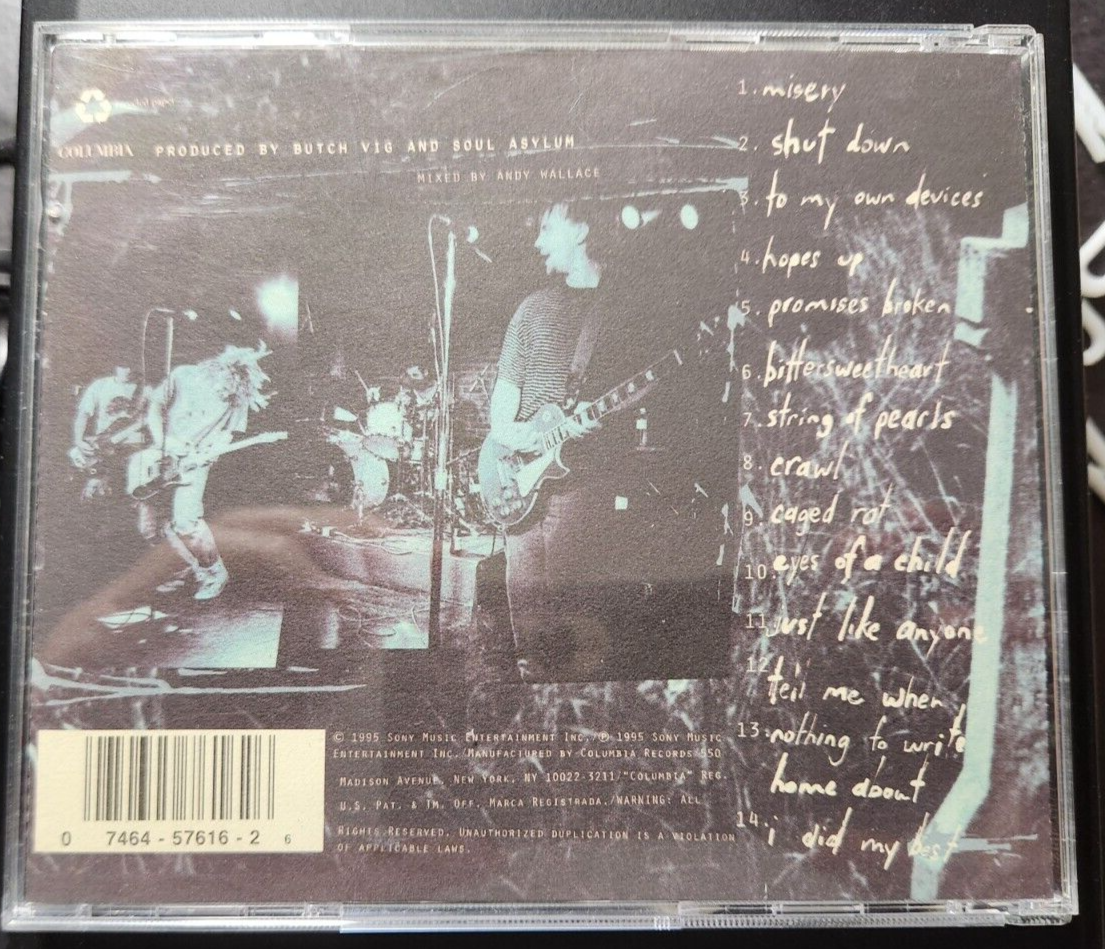 COLUMBIA PRODUCED BY BUTCH VIG AND SOUL ASYLUM
MIXED BY ANDY WALLACE
1. misery
2. shut down
3. to my own devices
4. hopes up
5. promises broken
6. bittersweetheart
7. string of pearls
8. crawl
9. caged rat
10. eyes of a child
11. just like anyone
12. tell me when
13. nothing to write
home about
14. i did my best
© 1995 SONY MUSIC ENTERTAINMENT INC./℗ 1995 SONY MUSIC
ENTERTAINMENT INC./MANUFACTURED BY COLUMBIA RECORDS/550
MADISON AVENUE, NEW YORK, NY 10022-3211/"COLUMBIA" REG.
U.S. PAT. & TM. OFF. MARCA REGISTRADA./WARNING: ALL
RIGHTS RESERVED. UNAUTHORIZED DUPLICATION IS A VIOLATION
OF APPLICABLE LAWS.
0 7464-57616-2 6